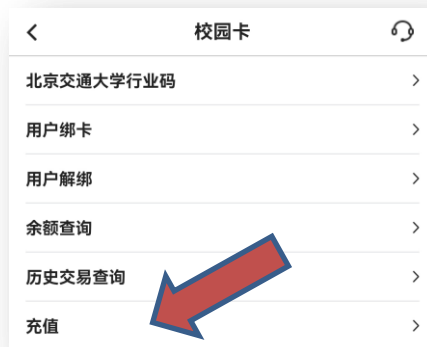 校园卡
北京交通大学行业码
用户绑卡
用户解绑
余额查询
历史交易查询
充值